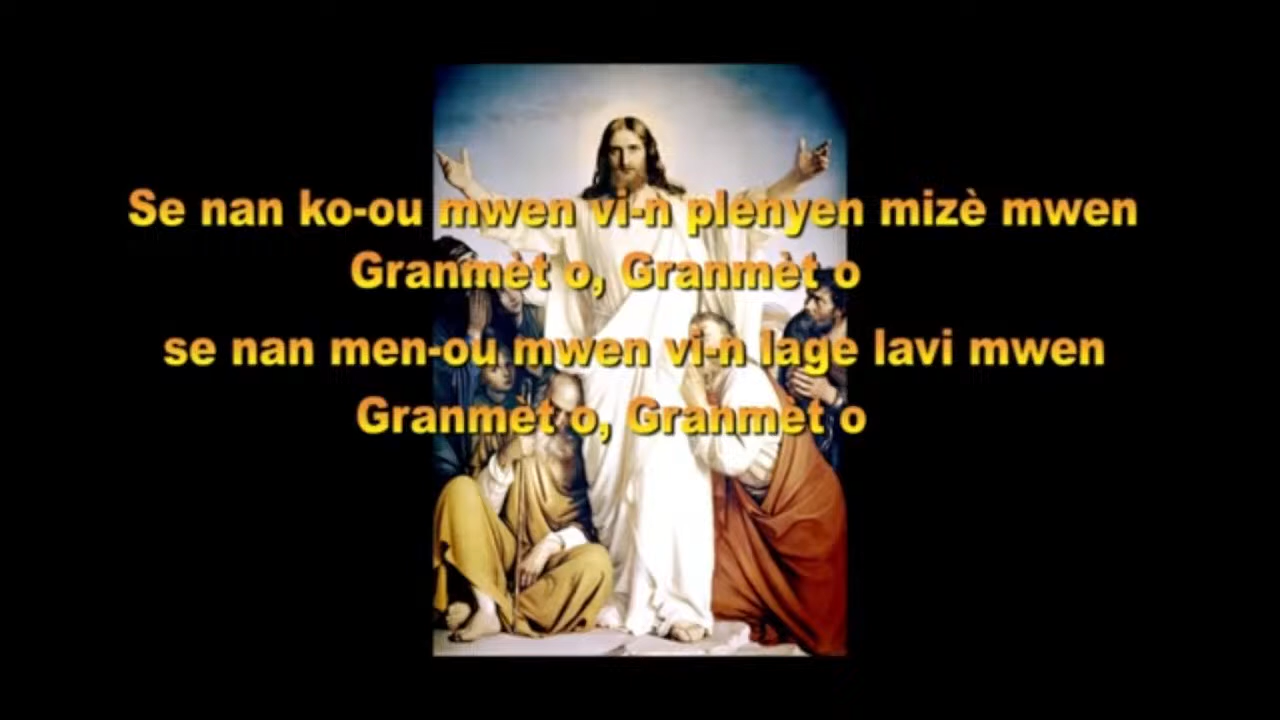 Se nan ko-ou mwen vi-n plenyen mizè mwen
Granmèt o, Granmèt o
se nan men-ou mwen vi-n lage lavi mwen
Granmèt o, Granmèt o